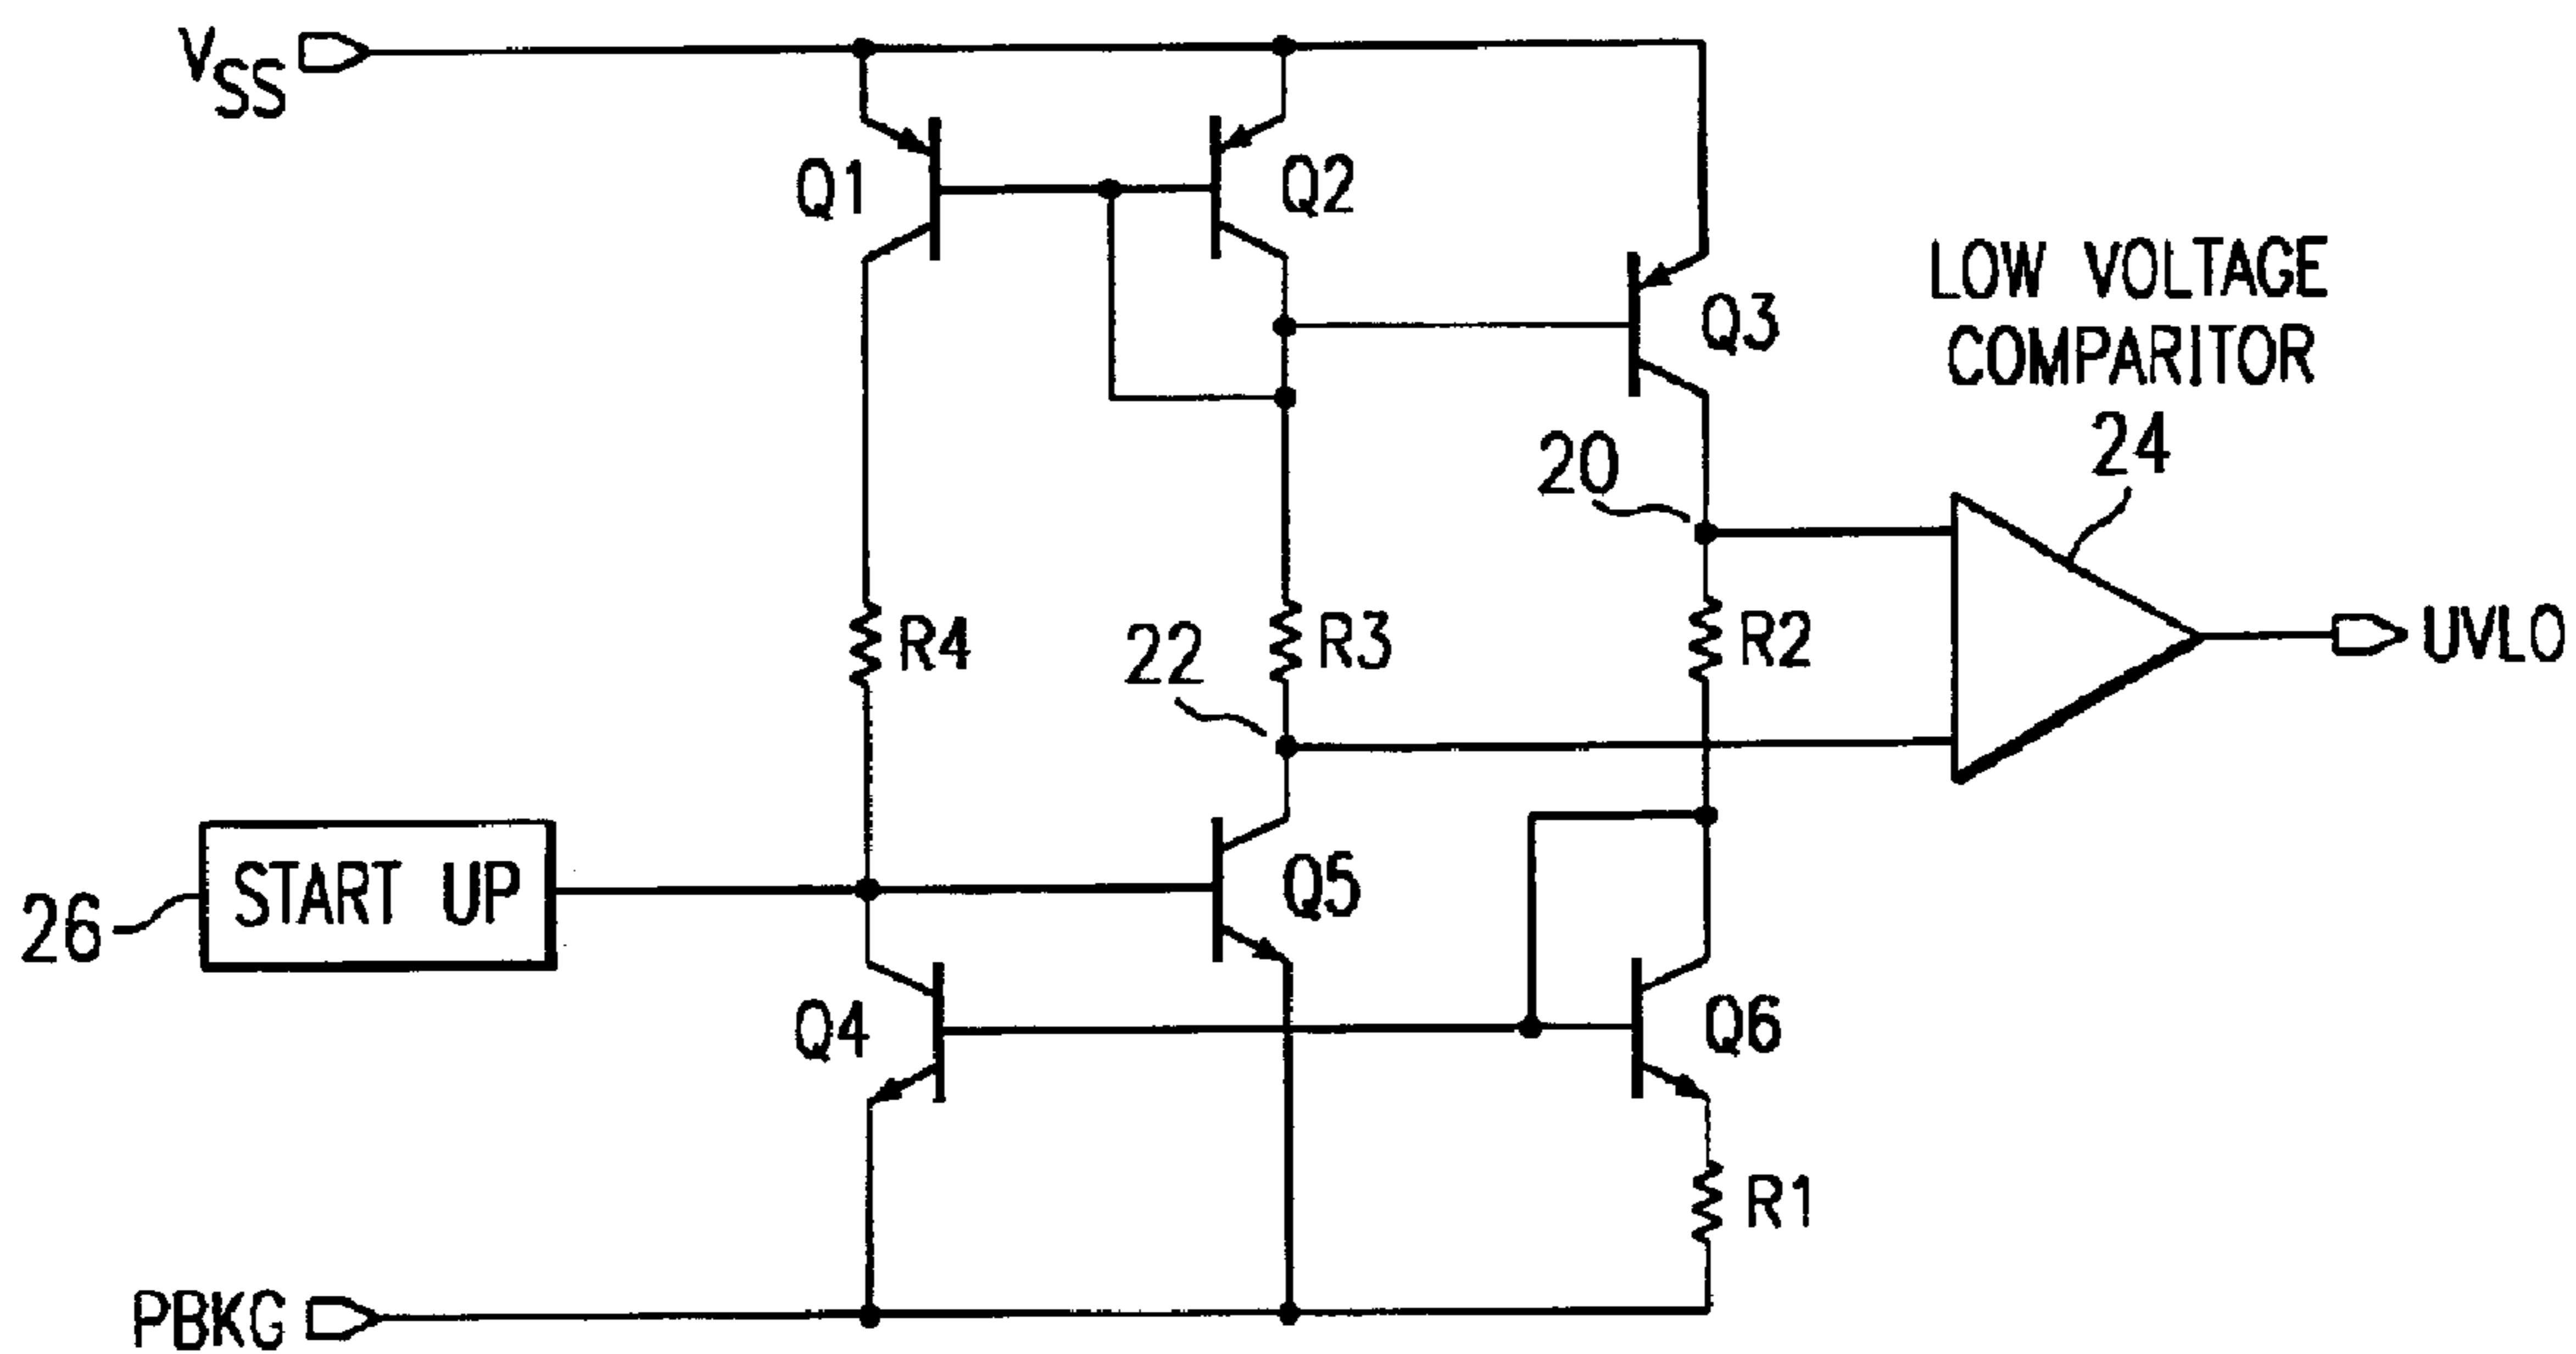 VSS
Q1
Q2
Q3
LOW VOLTAGE
COMPARITOR
24
20
R4
22
R3
R2
UVLO
26
START UP
Q5
Q4
Q6
R1
PBKG